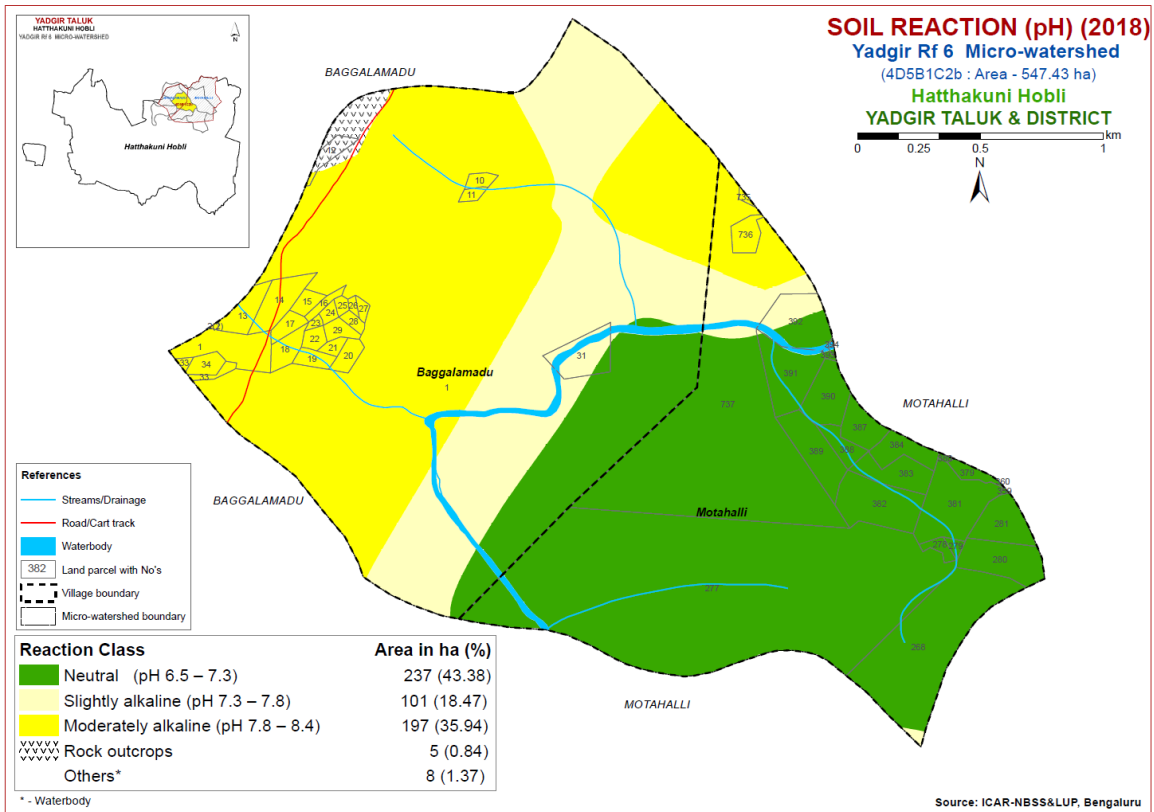 YADGIR TALUK
HATTHAKUNI HOBLI
YADGIR Rf 6 MICRO-WATERSHED
N
Hatthakuni Hobli
SOIL REACTION (pH) (2018)
Yadgir Rf 6 Micro-watershed
(4D5B1C2b : Area - 547.43 ha)
Hatthakuni Hobli
YADGIR TALUK & DISTRICT
km
0 0.25 0.5 1
N
BAGGALAMADU
12
10
11
735
736
14
13
15
16
25
26
27
24
17
23
28
29
22
18
21
19
20
1
33
34
33
31
392
Baggalamadu
1
391
390
737
MOTAHALLI
387
384
389
388
383
379
382
381
281
278
279
280
Motahalli
277
268
BAGGALAMADU
MOTAHALLI
References
Streams/Drainage
Road/Cart track
Waterbody
382 Land parcel with No's
Village boundary
Micro-watershed boundary
Reaction Class Area in ha (%)
Neutral (pH 6.5 – 7.3) 237 (43.38)
Slightly alkaline (pH 7.3 – 7.8) 101 (18.47)
Moderately alkaline (pH 7.8 – 8.4) 197 (35.94)
Rock outcrops 5 (0.84)
Others* 8 (1.37)
* - Waterbody
Source: ICAR-NBSS&LUP, Bengaluru